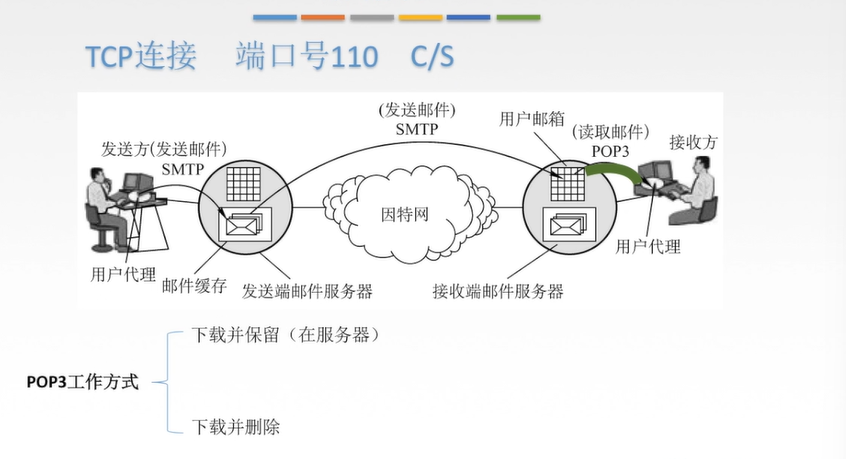 TCP连接 端口号110 C/S
(发送邮件)
SMTP
用户邮箱
(读取邮件)
POP3
接收方
发送方(发送邮件)
SMTP
因特网
用户代理
用户代理
邮件缓存
发送端邮件服务器
接收端邮件服务器
下载并保留（在服务器）
POP3工作方式
下载并删除